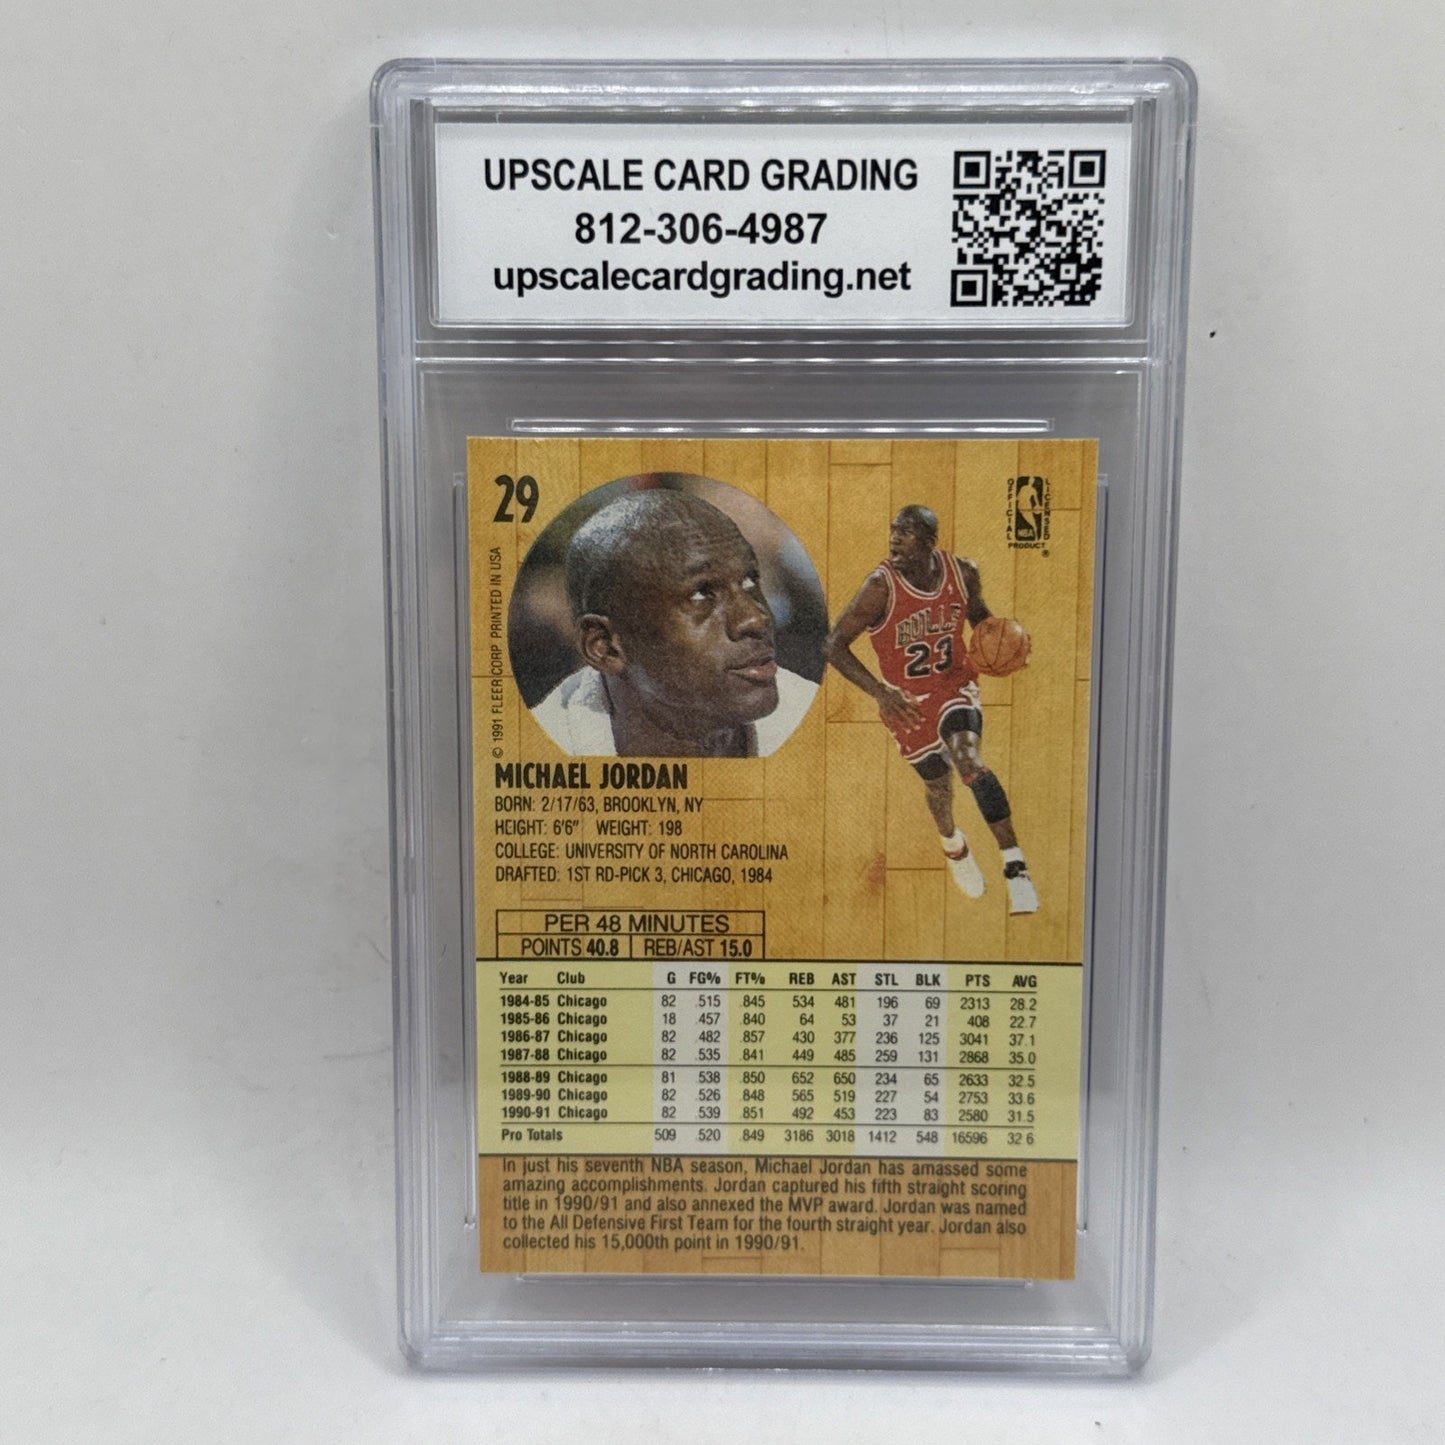 UPSCALE CARD GRADING
812-306-4987
upscalecardgrading.net
29
© 1991 FLEER CORP PRINTED IN USA
OFFICIAL LICENSED
NBA
PRODUCT ®
BULLS
23
MICHAEL JORDAN
BORN: 2/17/63, BROOKLYN, NY
HEIGHT: 6'6" WEIGHT: 198
COLLEGE: UNIVERSITY OF NORTH CAROLINA
DRAFTED: 1ST RD-PICK 3, CHICAGO, 1984
PER 48 MINUTES
POINTS 40.8 REB/AST 15.0
Year Club G FG% FT% REB AST STL BLK PTS AVG
1984-85 Chicago 82 .515 .845 534 481 196 69 2313 28.2
1985-86 Chicago 18 .457 .840 64 53 37 21 408 22.7
1986-87 Chicago 82 .482 .857 430 377 236 125 3041 37.1
1987-88 Chicago 82 .535 .841 449 485 259 131 2868 35.0
1988-89 Chicago 81 .538 .850 652 650 234 65 2633 32.5
1989-90 Chicago 82 .526 .848 565 519 227 54 2753 33.6
1990-91 Chicago 82 .539 .851 492 453 223 83 2580 31.5
Pro Totals 509 .520 .849 3186 3018 1412 548 16596 32.6
In just his seventh NBA season, Michael Jordan has amassed some
amazing accomplishments. Jordan captured his fifth straight scoring
title in 1990/91 and also annexed the MVP award. Jordan was named
to the All Defensive First Team for the fourth straight year. Jordan also
collected his 15,000th point in 1990/91.